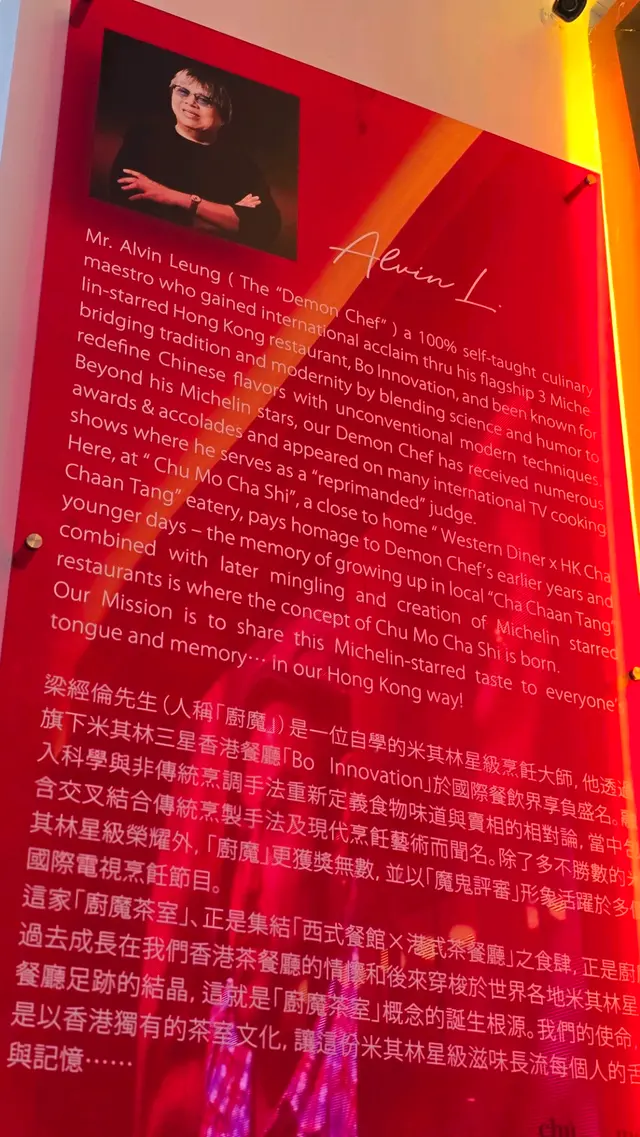 Alvin L.
Mr. Alvin Leung ( The “Demon Chef” ) a 100% self-taught culinary
maestro who gained international acclaim thru his flagship 3 Miche
lin-starred Hong Kong restaurant, Bo Innovation, and been known for
bridging tradition and modernity by blending science and humor to
redefine Chinese flavors with unconventional modern techniques.
Beyond his Michelin stars, our Demon Chef has received numerous
awards & accolades and appeared on many international TV cooking
shows where he serves as a “reprimanded” judge.
Here, at “ Chu Mo Cha Shi”, a close to home “ Western Diner x HK Cha
Chaan Tang” eatery, pays homage to Demon Chef’s earlier years and
younger days – the memory of growing up in local “Cha Chaan Tang”
combined with later mingling and creation of Michelin starred
restaurants is where the concept of Chu Mo Cha Shi is born.
Our Mission is to share this Michelin-starred taste to everyone’s
tongue and memory… in our Hong Kong way!
梁經倫先生(人稱「廚魔」)是一位自學的米其林星級烹飪大師,他透過
旗下米其林三星香港餐廳「Bo Innovation」於國際餐飲界享負盛名。
入科學與非傳統烹調手法重新定義食物味道與賣相的相對論,當中
含交叉結合傳統烹製手法及現代烹飪藝術而聞名。除了多不勝數的
其林星級榮耀外,「廚魔」更獲獎無數,並以「魔鬼評審」形象活躍於多
國際電視烹飪節目。
這家「廚魔茶室」、正是集結「西式餐館×港式茶餐廳」之食肆,正是廚
過去成長在我們香港茶餐廳的情懷和後來穿梭於世界各地米其林星
餐廳足跡的結晶,這就是「廚魔茶室」概念的誕生根源。我們的使命,
是以香港獨有的茶室文化,讓這份米其林星級滋味長流每個人的舌
與記憶……
chu